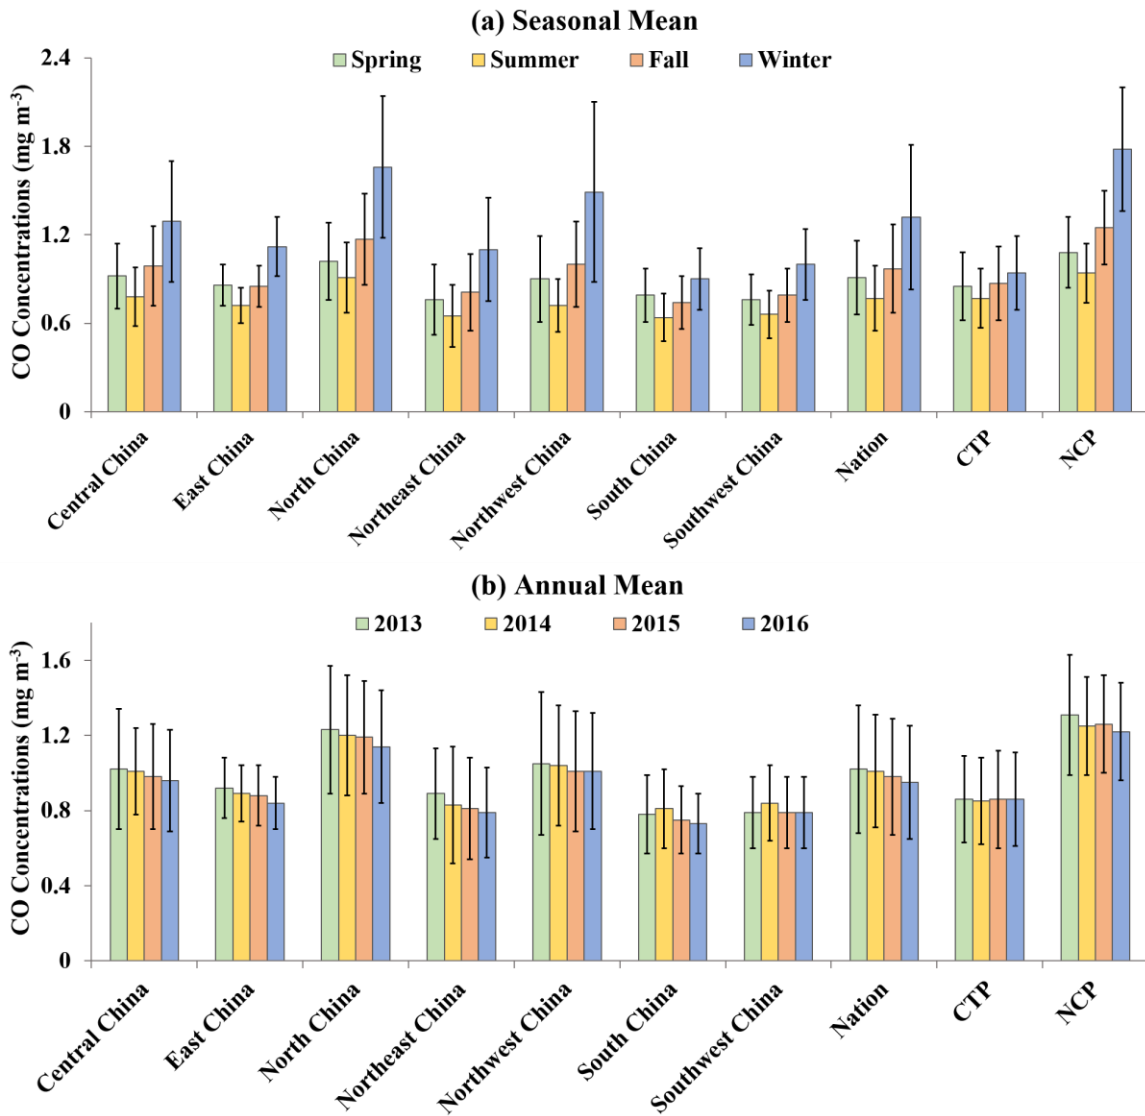 (a) Seasonal Mean
Spring Summer Fall Winter
CO Concentrations (mg m⁻³)
2.4
1.8
1.2
0.6
0
Central China
East China
North China
Northeast China
Northwest China
South China
Southwest China
Nation
CTP
NCP
(b) Annual Mean
2013 2014 2015 2016
CO Concentrations (mg m⁻³)
1.6
1.2
0.8
0.4
0
Central China
East China
North China
Northeast China
Northwest China
South China
Southwest China
Nation
CTP
NCP